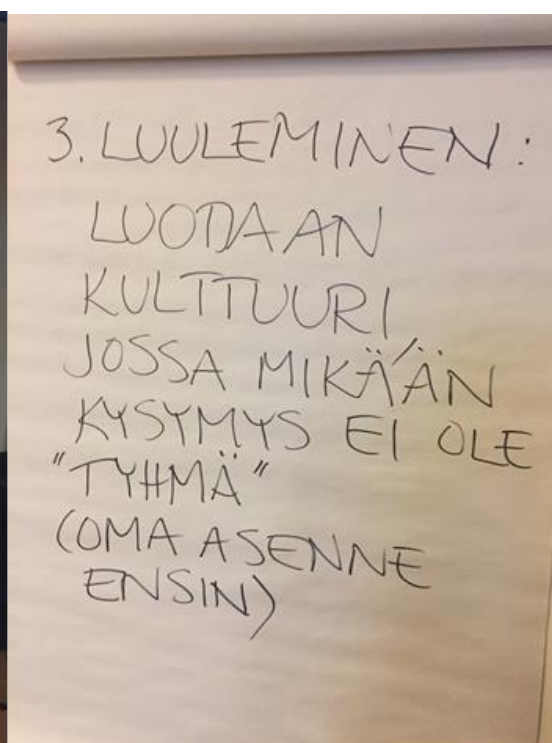 3. LUULEMINEN:
LUODAAN
KULTTUURI,
JOSSA MIKÄÄN
KYSYMYS EI OLE
"TYHMÄ"
(OMA ASENNE
ENSIN)